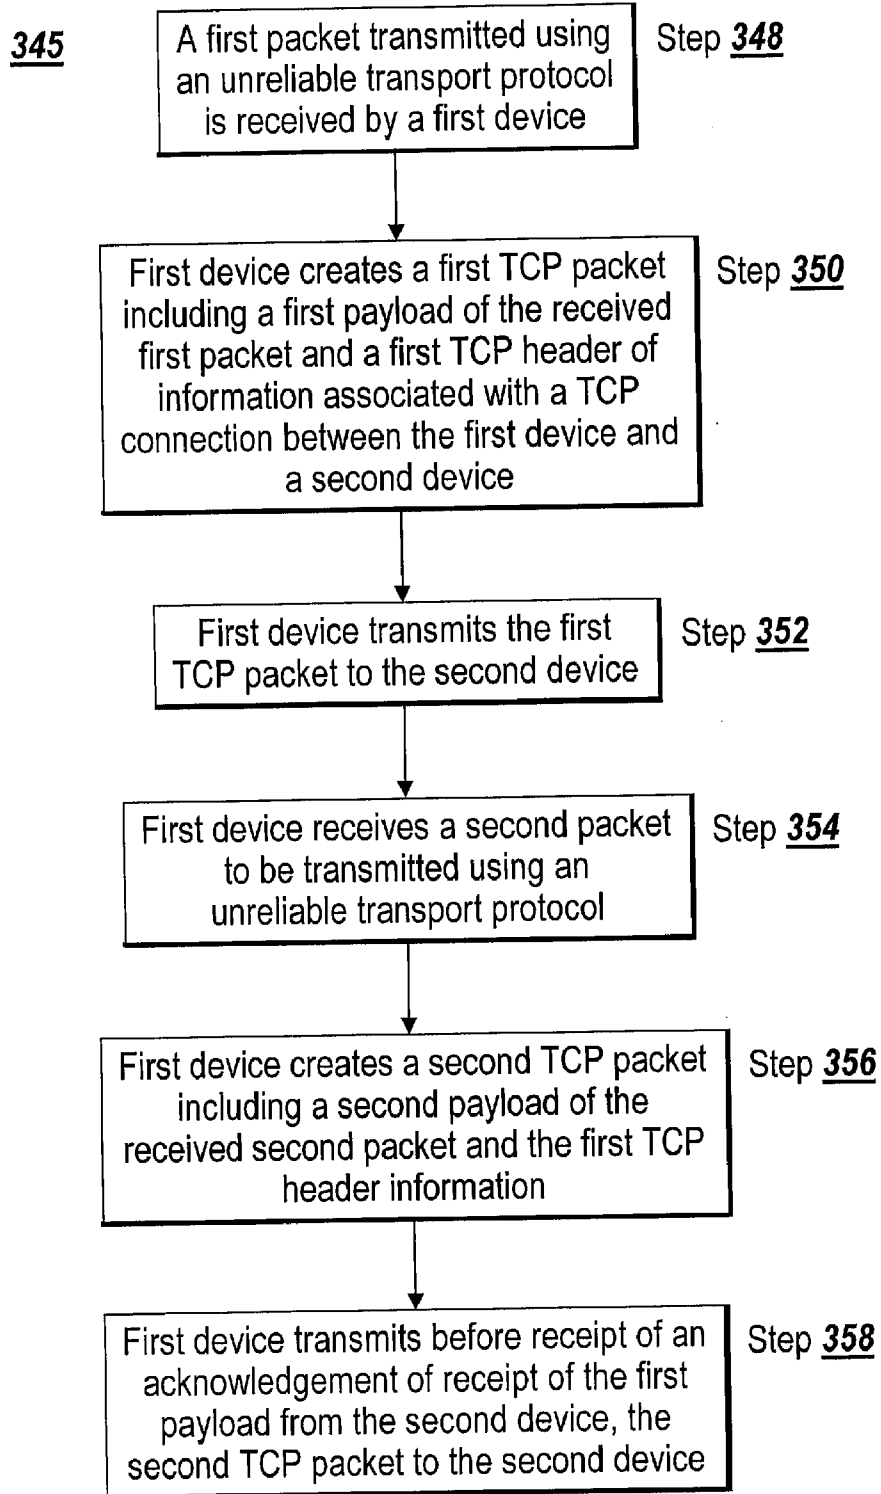 345
A first packet transmitted using
an unreliable transport protocol
is received by a first device
Step 348
First device creates a first TCP packet
including a first payload of the received
first packet and a first TCP header of
information associated with a TCP
connection between the first device and
a second device
Step 350
First device transmits the first
TCP packet to the second device
Step 352
First device receives a second packet
to be transmitted using an
unreliable transport protocol
Step 354
First device creates a second TCP packet
including a second payload of the
received second packet and the first TCP
header information
Step 356
First device transmits before receipt of an
acknowledgement of receipt of the first
payload from the second device, the
second TCP packet to the second device
Step 358